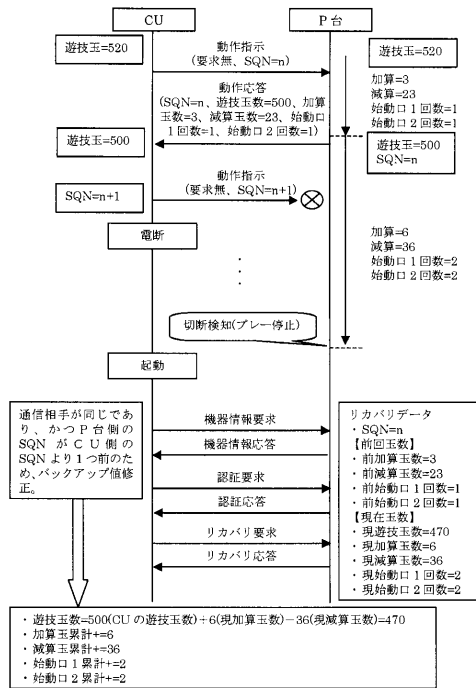 CU
P台
遊技玉=520
動作指示
(要求無、SQN=n)
遊技玉=520
加算=3
減算=23
始動口1回数=1
始動口2回数=1
動作応答
(SQN=n、遊技玉数=500、加算
玉数=3、減算玉数=23、始動口
1回数=1、始動口2回数=1)
遊技玉=500
遊技玉=500
SQN=n
SQN=n+1
動作指示
(要求無、SQN=n+1)
電断
加算=6
減算=36
始動口1回数=2
始動口2回数=2
切断検知(プレー停止)
起動
通信相手が同じであ
り、かつP台側の
SQNがCU側の
SQNより1つ前のた
め、バックアップ値修
正。
機器情報要求
機器情報応答
認証要求
認証応答
リカバリ要求
リカバリ応答
リカバリデータ
・SQN=n
【前回玉数】
・前加算玉数=3
・前減算玉数=23
・前始動口1回数=1
・前始動口2回数=1
【現在玉数】
・現遊技玉数=470
・現加算玉数=6
・現減算玉数=36
・現始動口1回数=2
・現始動口2回数=2
・遊技玉数=500(CUの遊技玉数)+6(現加算玉数)-36(現減算玉数)=470
・加算玉累計+=6
・減算玉累計+=36
・始動口1累計+=2
・始動口2累計+=2